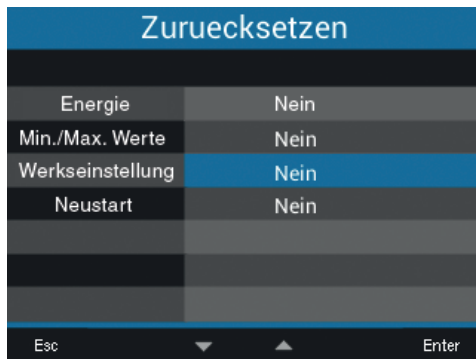 Zuruecksetzen
Energie Nein
Min./Max. Werte Nein
Werkseinstellung Nein
Neustart Nein
Esc Enter